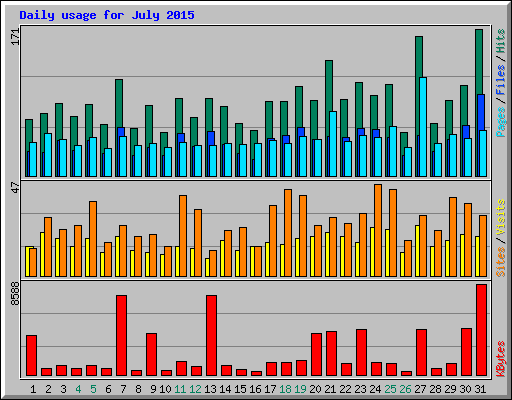 Daily usage for July 2015
171
Pages / Files / Hits
47
Sites / Visits
8588
KBytes
1 2 3 4 5 6 7 8 9 10 11 12 13 14 15 16 17 18 19 20 21 22 23 24 25 26 27 28 29 30 31